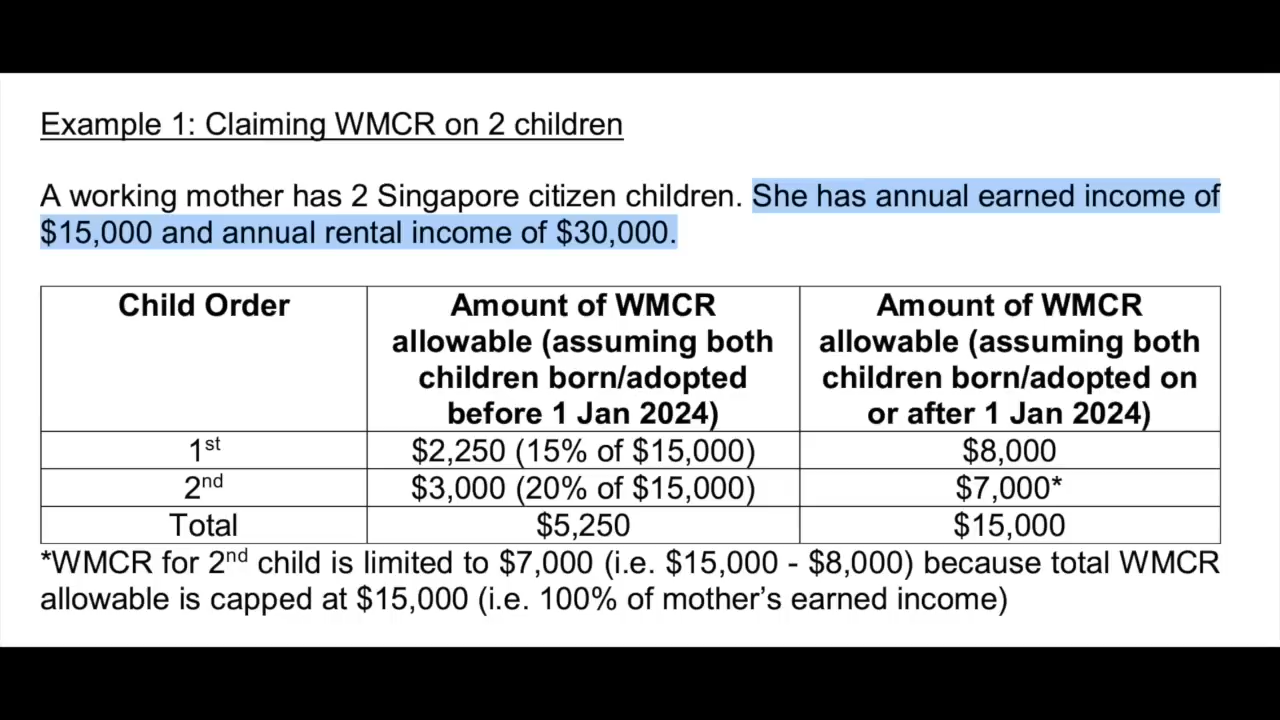 Example 1: Claiming WMCR on 2 children
A working mother has 2 Singapore citizen children. She has annual earned income of
$15,000 and annual rental income of $30,000.
Child Order
Amount of WMCR
allowable (assuming both
children born/adopted
before 1 Jan 2024)
Amount of WMCR
allowable (assuming both
children born/adopted on
or after 1 Jan 2024)
1st $2,250 (15% of $15,000) $8,000
2nd $3,000 (20% of $15,000) $7,000*
Total $5,250 $15,000
*WMCR for 2nd child is limited to $7,000 (i.e. $15,000 - $8,000) because total WMCR
allowable is capped at $15,000 (i.e. 100% of mother’s earned income)